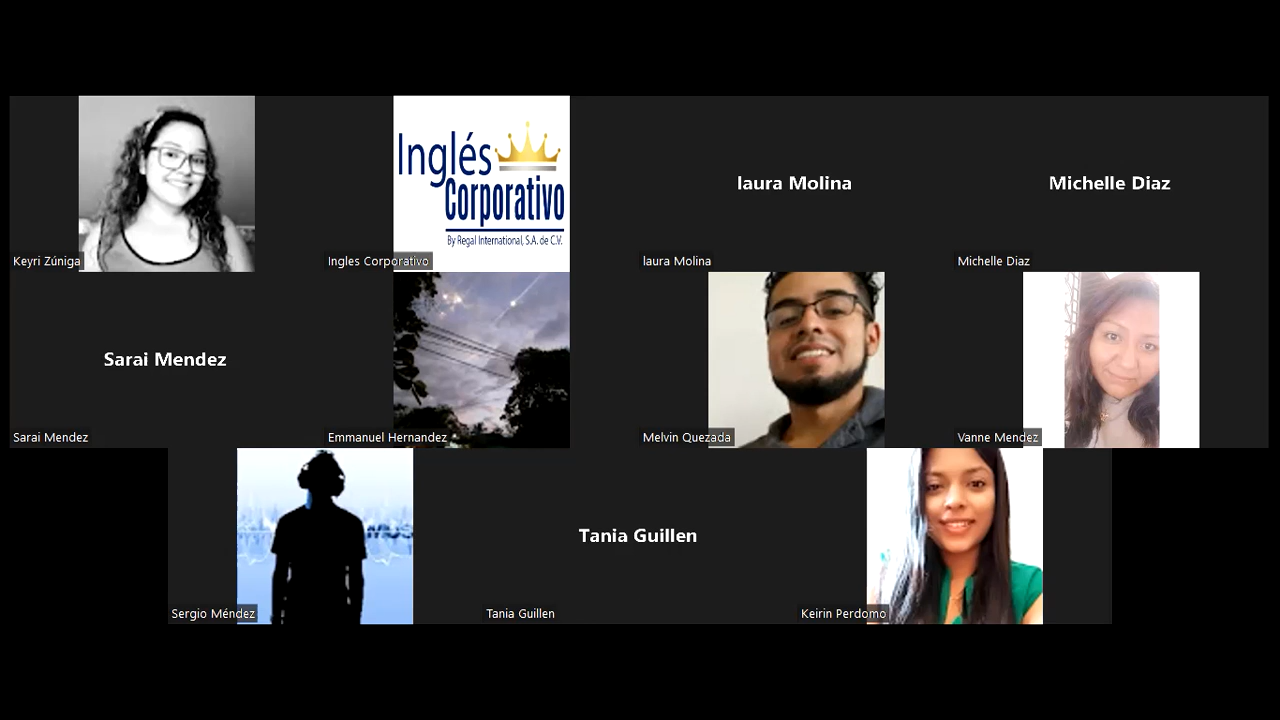 Inglés
Corporativo
By Regal International, S.A. de C.V.
laura Molina
Michelle Diaz
Keyri Zúniga
Ingles Corporativo
laura Molina
Michelle Diaz
Sarai Mendez
Sarai Mendez
Emmanuel Hernandez
Melvin Quezada
Vanne Mendez
Tania Guillen
Sergio Méndez
Tania Guillen
Keirin Perdomo